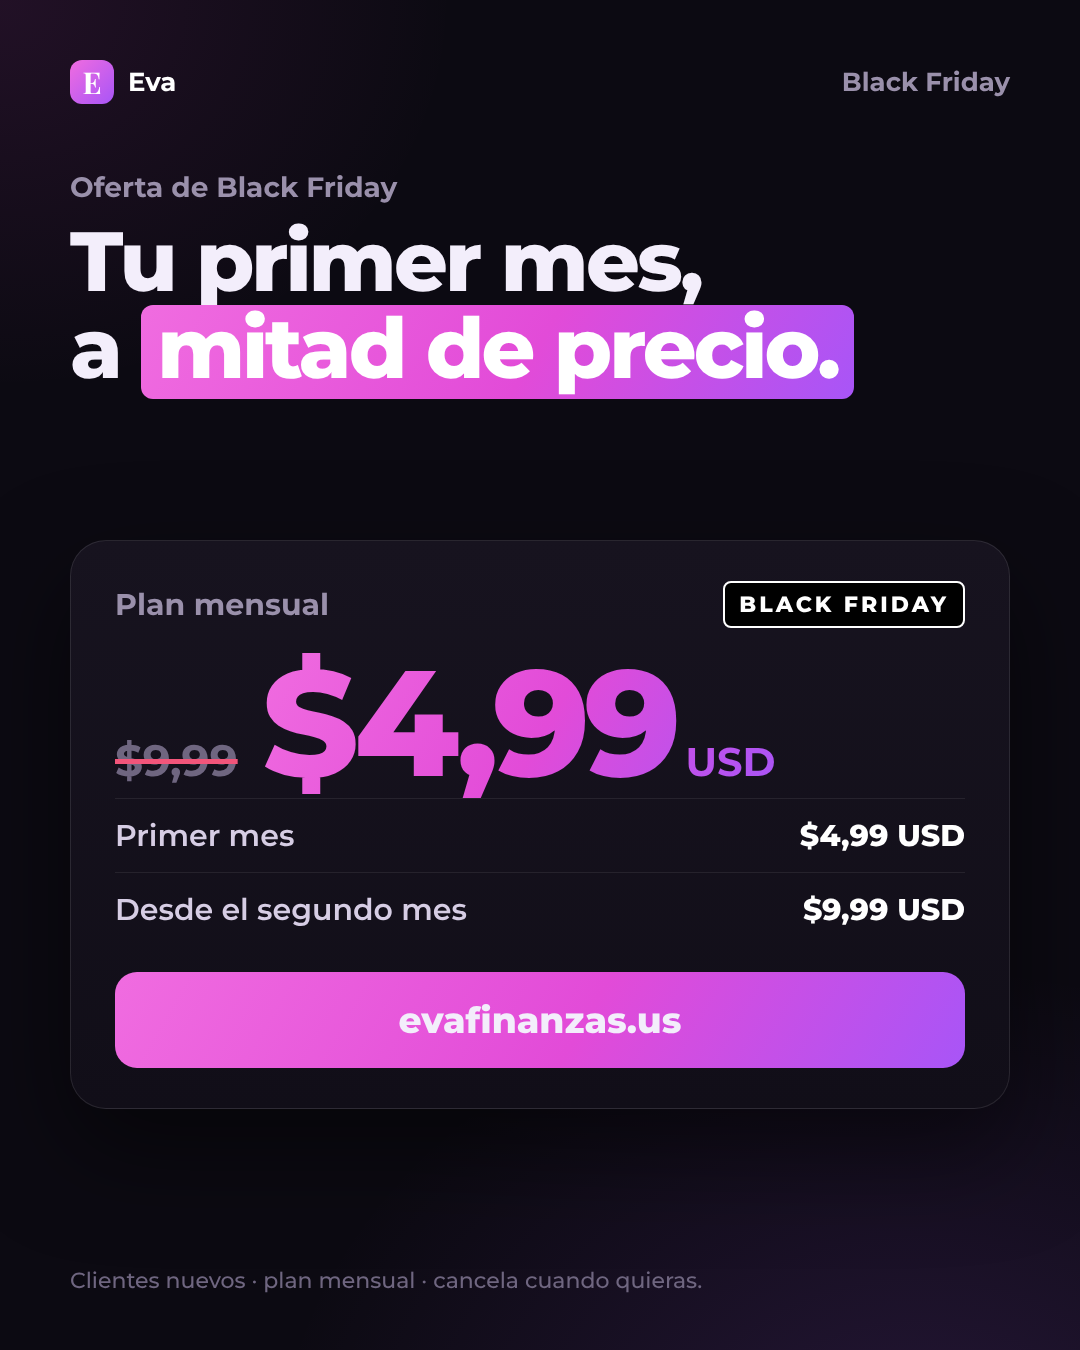 E Eva
Black Friday
Oferta de Black Friday
Tu primer mes,
a mitad de precio.
Plan mensual
BLACK FRIDAY
$9,99 $4,99 USD
Primer mes $4,99 USD
Desde el segundo mes $9,99 USD
evafinanzas.us
Clientes nuevos · plan mensual · cancela cuando quieras.